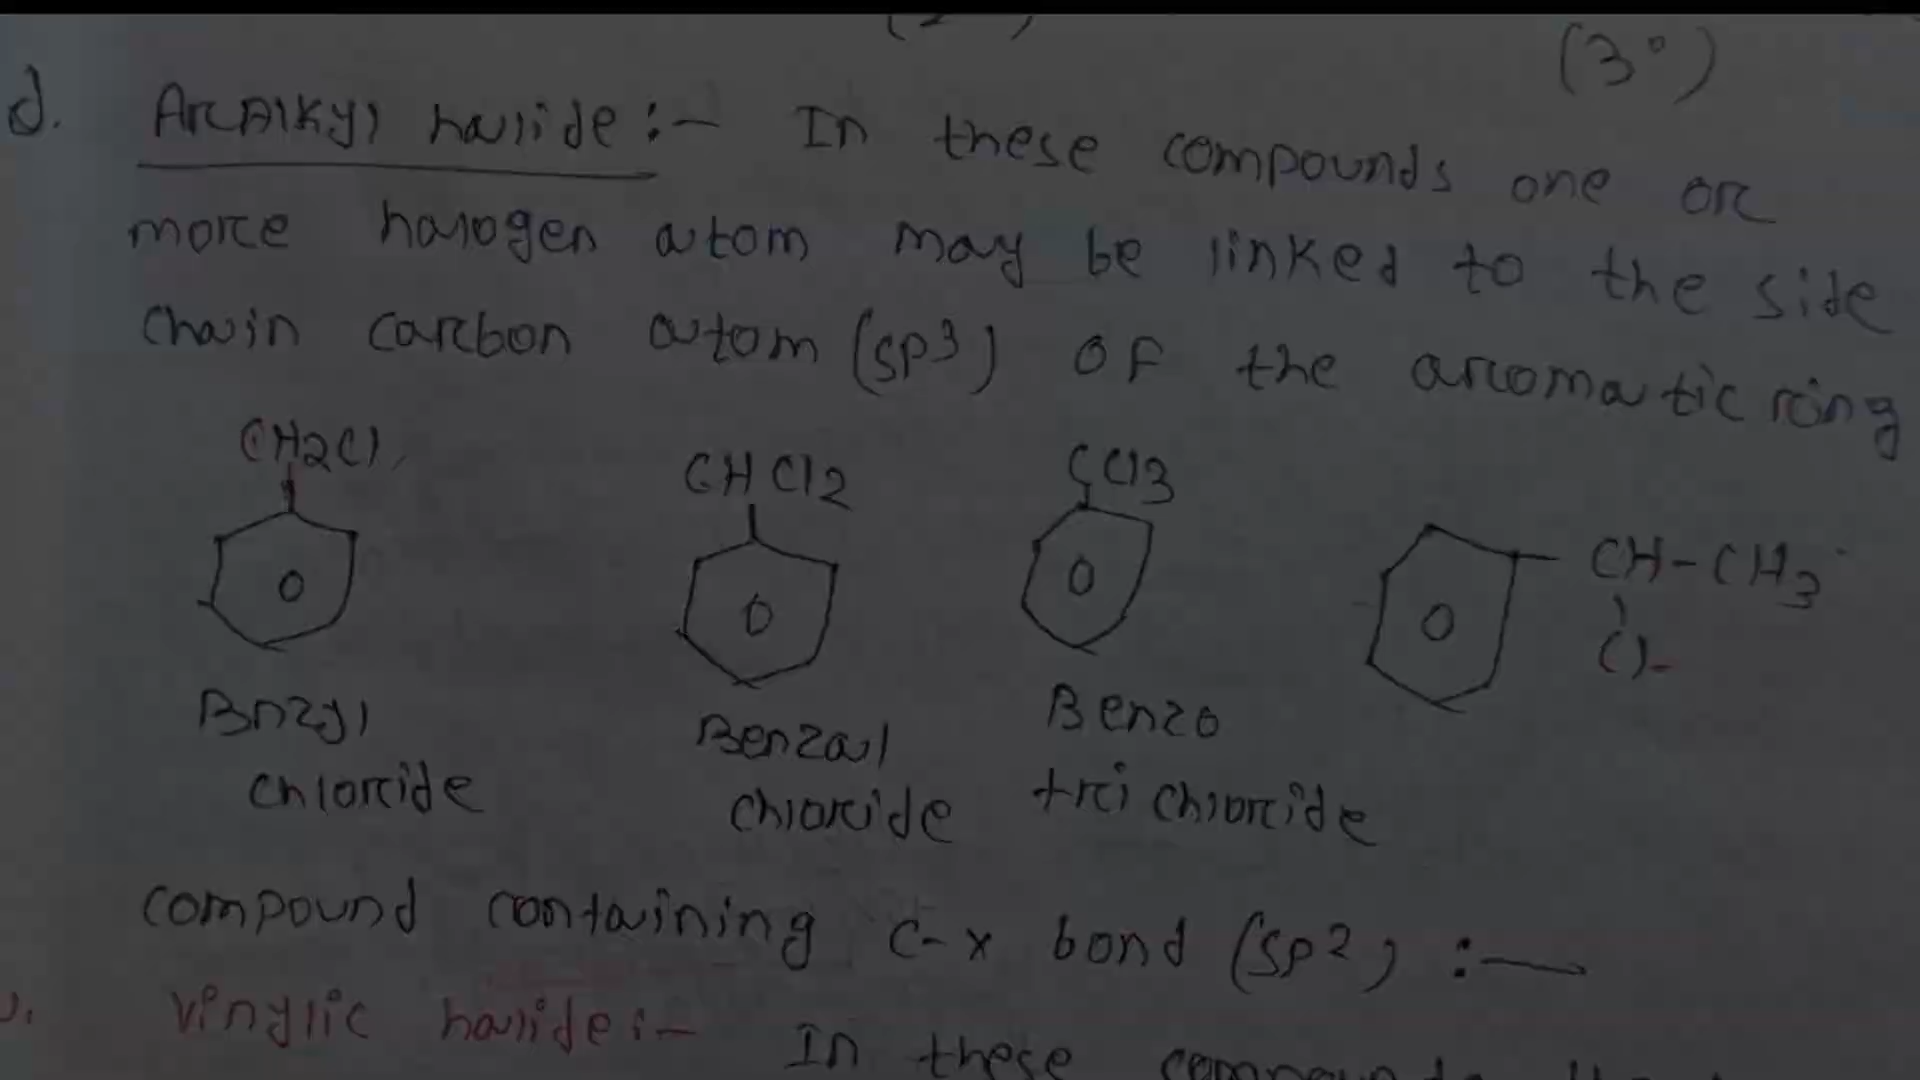 (3°)
d. Aralkyl halide :- In these compounds one or
more halogen atom may be linked to the side
chain carbon atom (sp3) of the aromatic ring
CH2Cl
CHCl2
CCl3
CH-CH3
Cl
Bnzyl
chloride
Benzal
chloride
Benzo
tri chloride
compound containing C-x bond (sp2) :-
vinylic halide :- In these